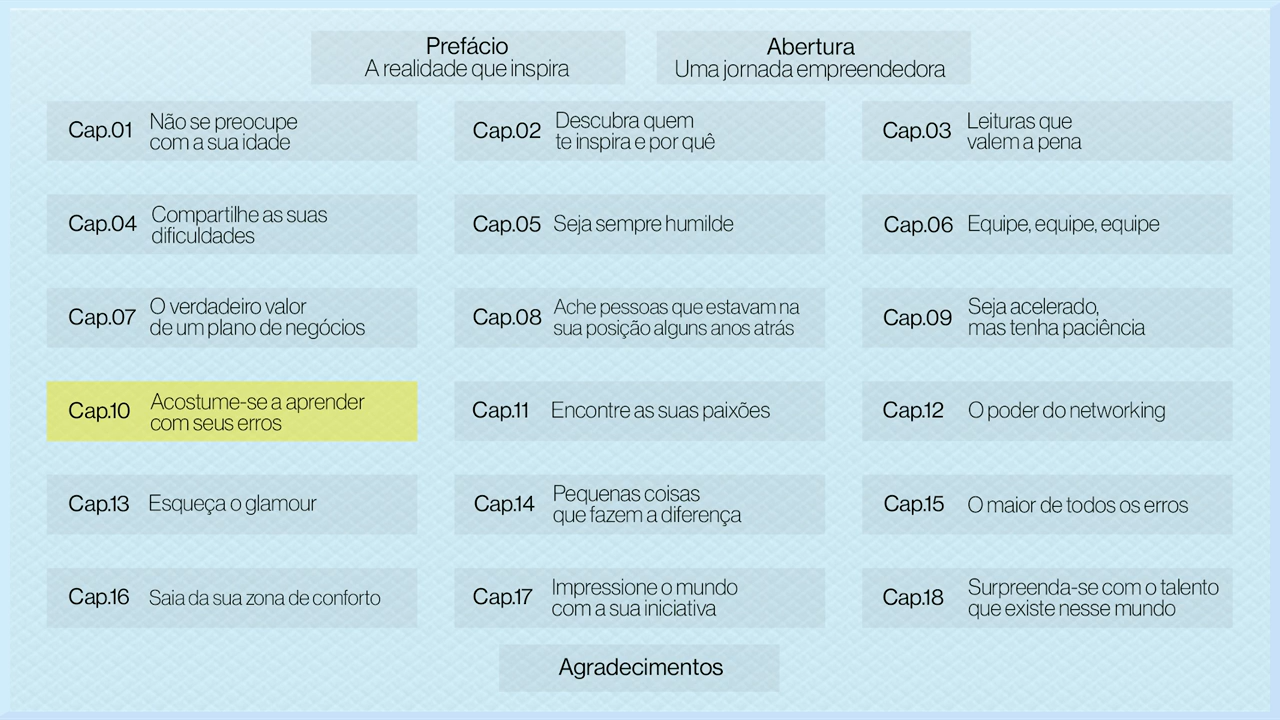 Prefácio
A realidade que inspira
Abertura
Uma jornada empreendedora
Cap.01
Não se preocupe
com a sua idade
Cap.02
Descubra quem
te inspira e por quê
Cap.03
Leituras que
valem a pena
Cap.04
Compartilhe as suas
dificuldades
Cap.05
Seja sempre humilde
Cap.06
Equipe, equipe, equipe
Cap.07
O verdadeiro valor
de um plano de negócios
Cap.08
Ache pessoas que estavam na
sua posição alguns anos atrás
Cap.09
Seja acelerado,
mas tenha paciência
Cap.10
Acostume-se a aprender
com seus erros
Cap.11
Encontre as suas paixões
Cap.12
O poder do networking
Cap.13
Esqueça o glamour
Cap.14
Pequenas coisas
que fazem a diferença
Cap.15
O maior de todos os erros
Cap.16
Saia da sua zona de conforto
Cap.17
Impressione o mundo
com a sua iniciativa
Cap.18
Surpreenda-se com o talento
que existe nesse mundo
Agradecimentos